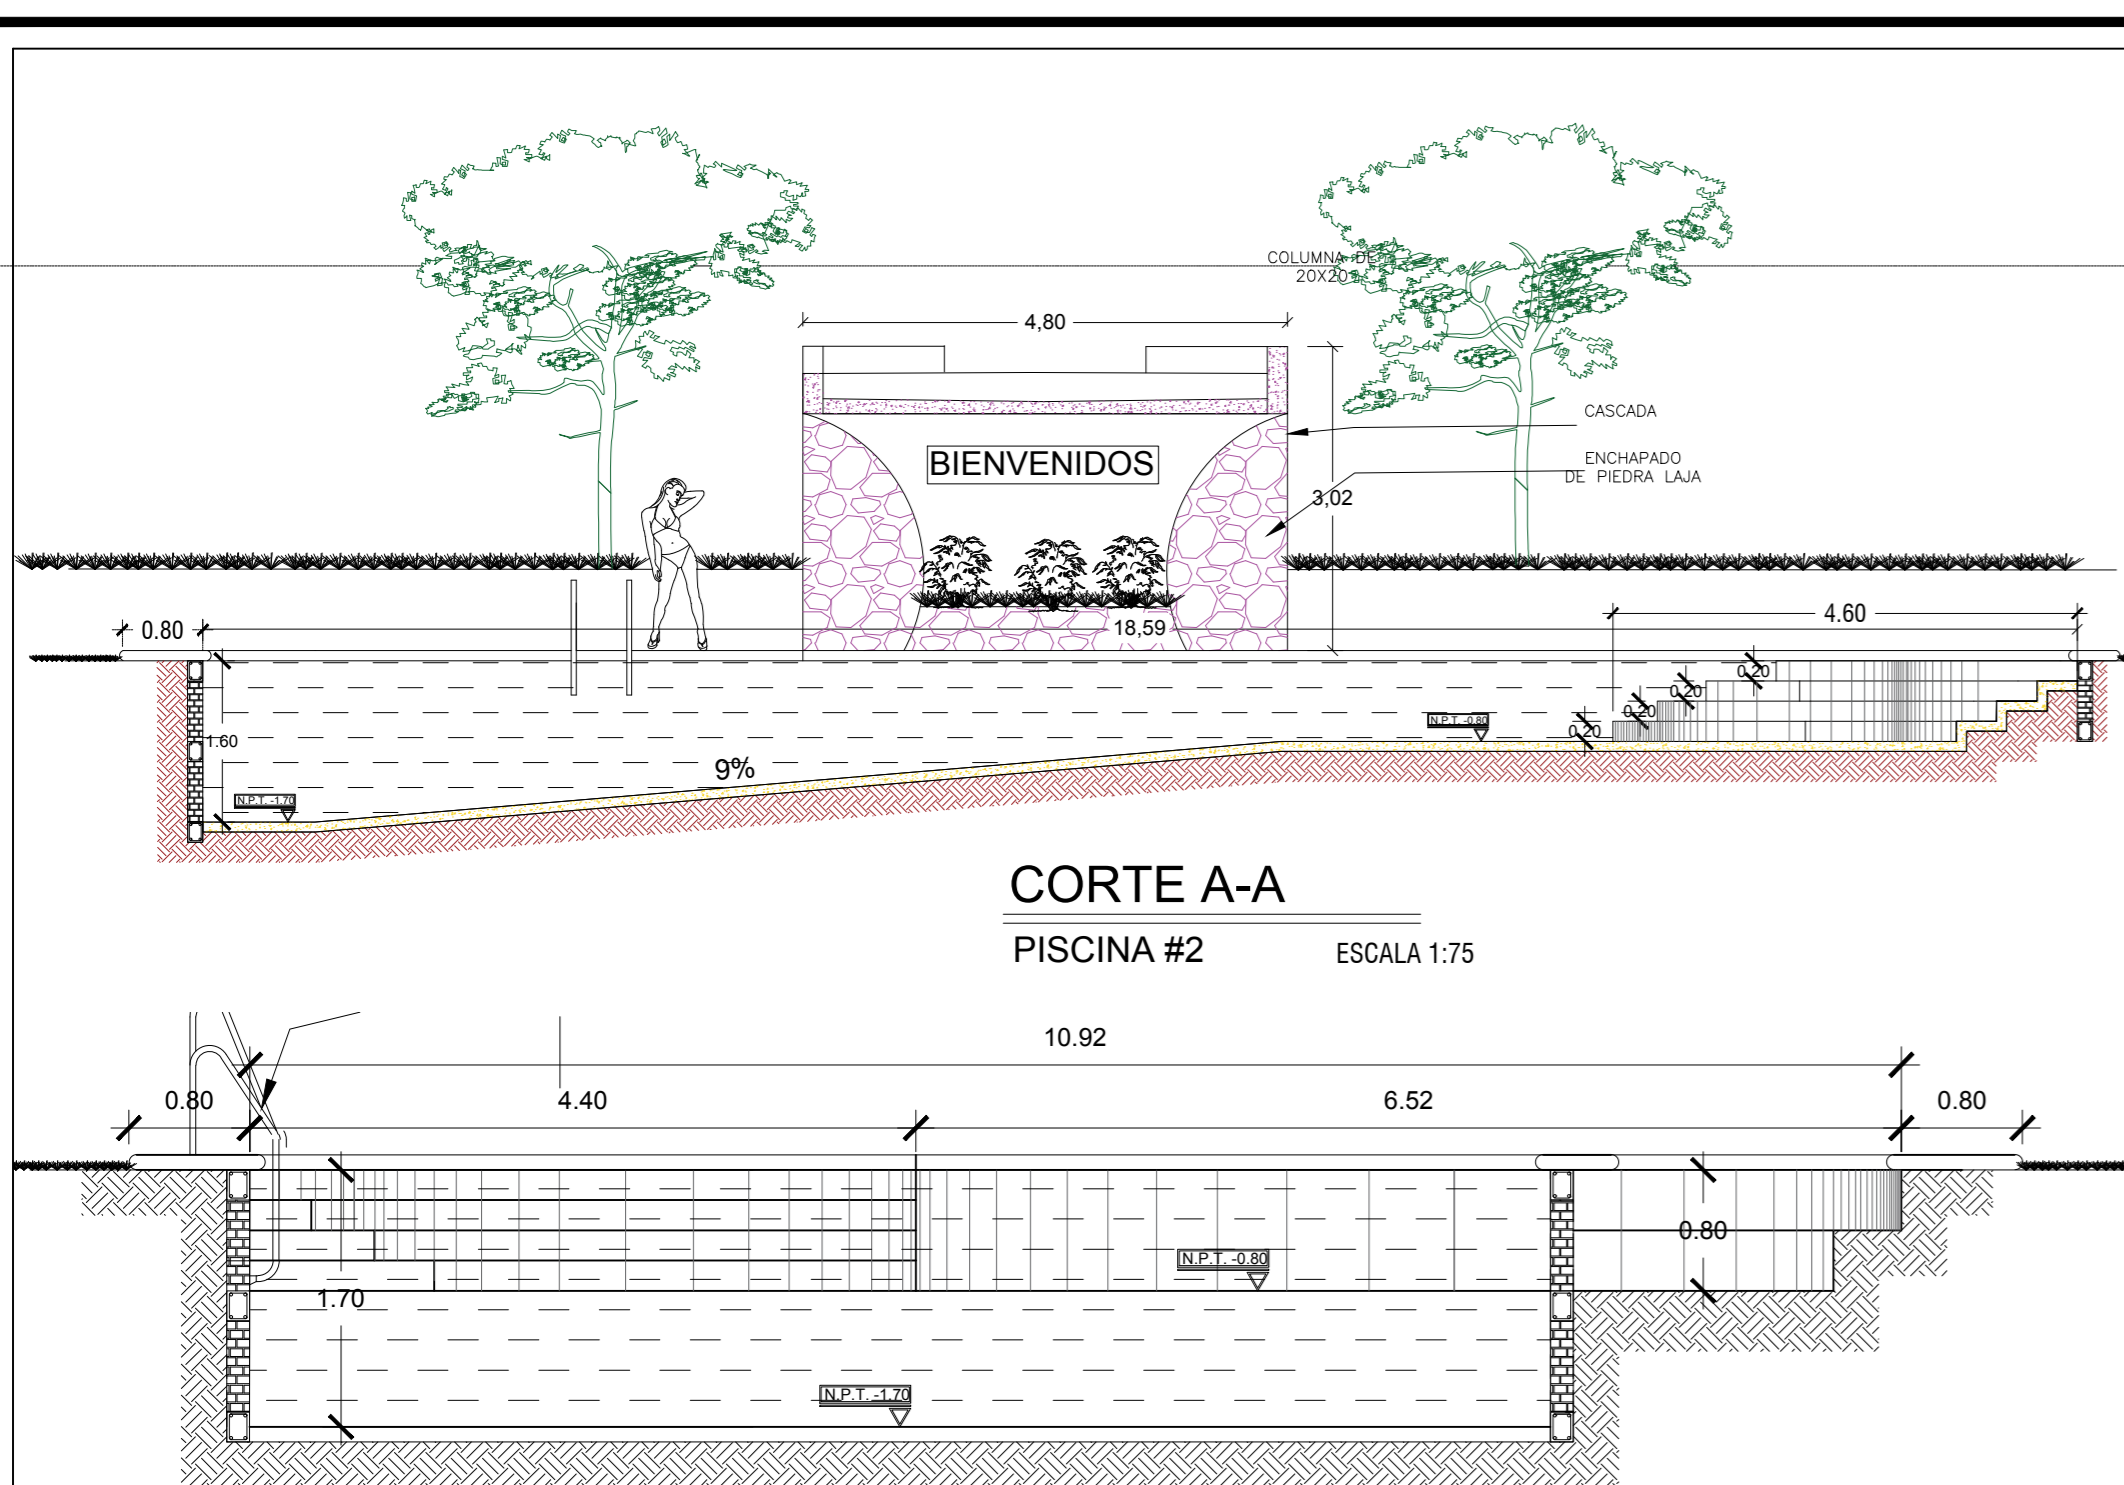 COLUMNA DE
20X20
4,80
CASCADA
BIENVENIDOS
ENCHAPADO
DE PIEDRA LAJA
3,02
0.80
18,59
4.60
0.20
0.20
0.20
0.20
N.P.T. -0.80
1.60
9%
N.P.T. -1.70
CORTE A-A
PISCINA #2
ESCALA 1:75
10.92
0.80
4.40
6.52
0.80
0.80
N.P.T. -0.80
1.70
N.P.T. -1.70